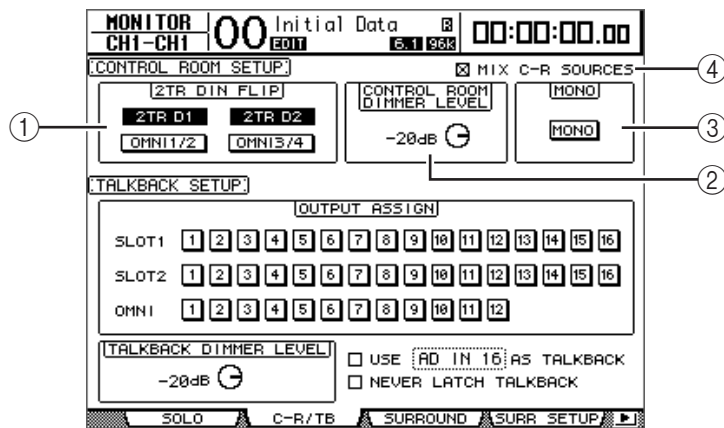 MONITOR
CH1-CH1
00 Initial Data R
EDIT 6.1 96k
00:00:00.00
CONTROL ROOM SETUP
MIX C-R SOURCES
④
①
2TR DIN FLIP
CONTROL ROOM
DIMMER LEVEL
MONO
2TR D1 2TR D2
OMNI1/2 OMNI3/4
-20dB
MONO
③
②
TALKBACK SETUP
OUTPUT ASSIGN
SLOT1 1 2 3 4 5 6 7 8 9 10 11 12 13 14 15 16
SLOT2 1 2 3 4 5 6 7 8 9 10 11 12 13 14 15 16
OMNI 1 2 3 4 5 6 7 8 9 10 11 12
TALKBACK DIMMER LEVEL
-20dB
USE AD IN 16 AS TALKBACK
NEVER LATCH TALKBACK
SOLO C-R/TB SURROUND SURR SETUP